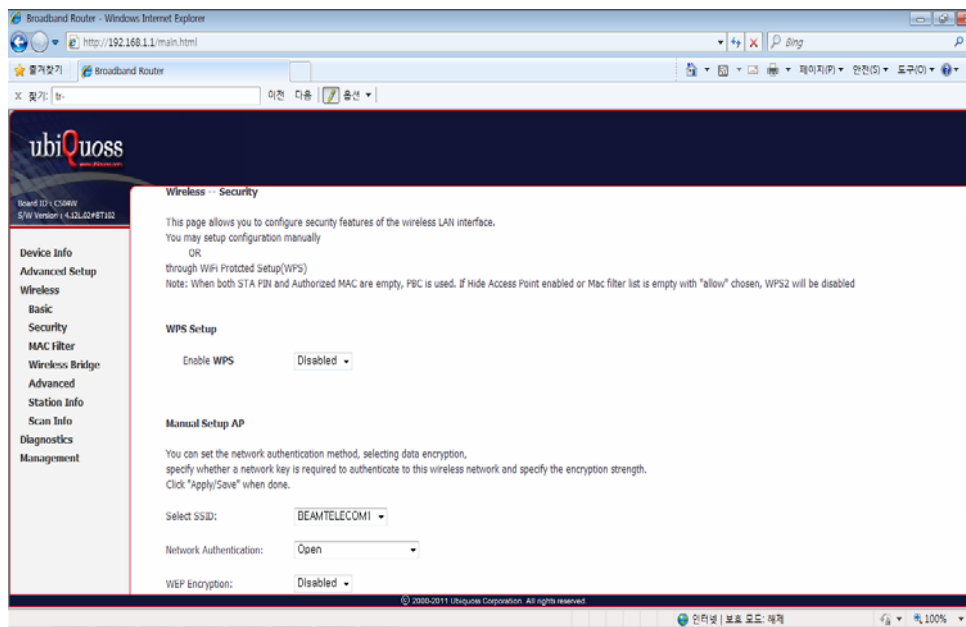 Broadband Router - Windows Internet Explorer
http://192.168.1.1/main.html
Bing
즐겨찾기
Broadband Router
페이지(P)
안전(S)
도구(O)
X 찾기: tr-
이전 다음
옵션
ubiQuoss
Board ID : C504W
S/W Version : 4.12L.02#BT102
Device Info
Advanced Setup
Wireless
Basic
Security
MAC Filter
Wireless Bridge
Advanced
Station Info
Scan Info
Diagnostics
Management
Wireless -- Security
This page allows you to configure security features of the wireless LAN interface.
You may setup configuration manually
OR
through WiFi Protcted Setup(WPS)
Note: When both STA PIN and Authorized MAC are empty, PBC is used. If Hide Access Point enabled or Mac filter list is empty with "allow" chosen, WPS2 will be disabled
WPS Setup
Enable WPS Disabled
Manual Setup AP
You can set the network authentication method, selecting data encryption,
specify whether a network key is required to authenticate to this wireless network and specify the encryption strength.
Click "Apply/Save" when done.
Select SSID: BEAMTELECOM1
Network Authentication: Open
WEP Encryption: Disabled
© 2000-2011 Ubiquoss Corporation. All rights reserved.
인터넷 | 보호 모드: 해제
100%